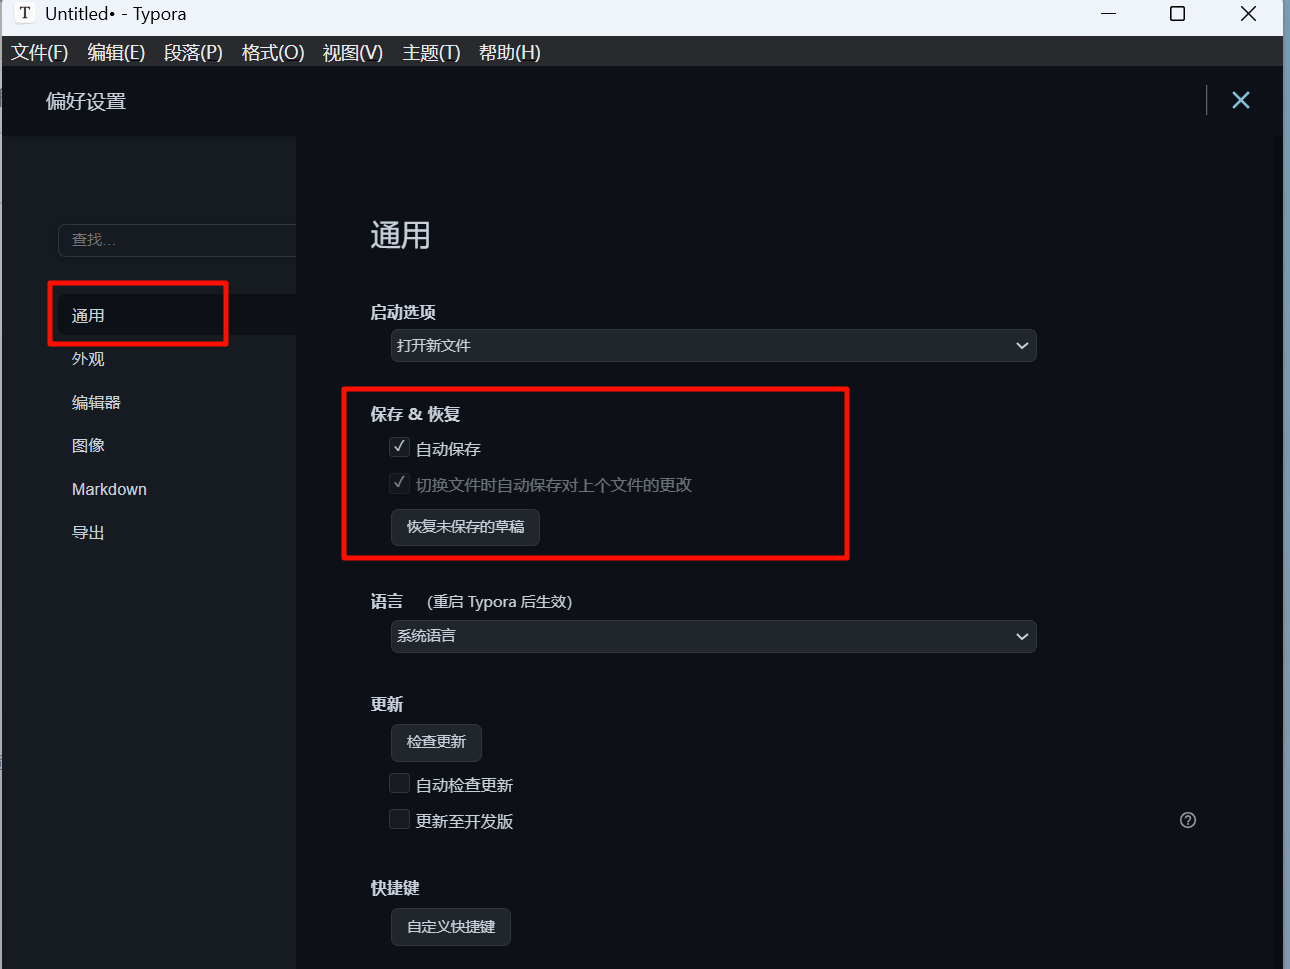 T Untitled• - Typora
文件(F) 编辑(E) 段落(P) 格式(O) 视图(V) 主题(T) 帮助(H)
偏好设置
查找...
通用
外观
编辑器
图像
Markdown
导出
通用
启动选项
打开新文件
保存 & 恢复
自动保存
切换文件时自动保存对上个文件的更改
恢复未保存的草稿
语言 (重启 Typora 后生效)
系统语言
更新
检查更新
自动检查更新
更新至开发版
快捷键
自定义快捷键